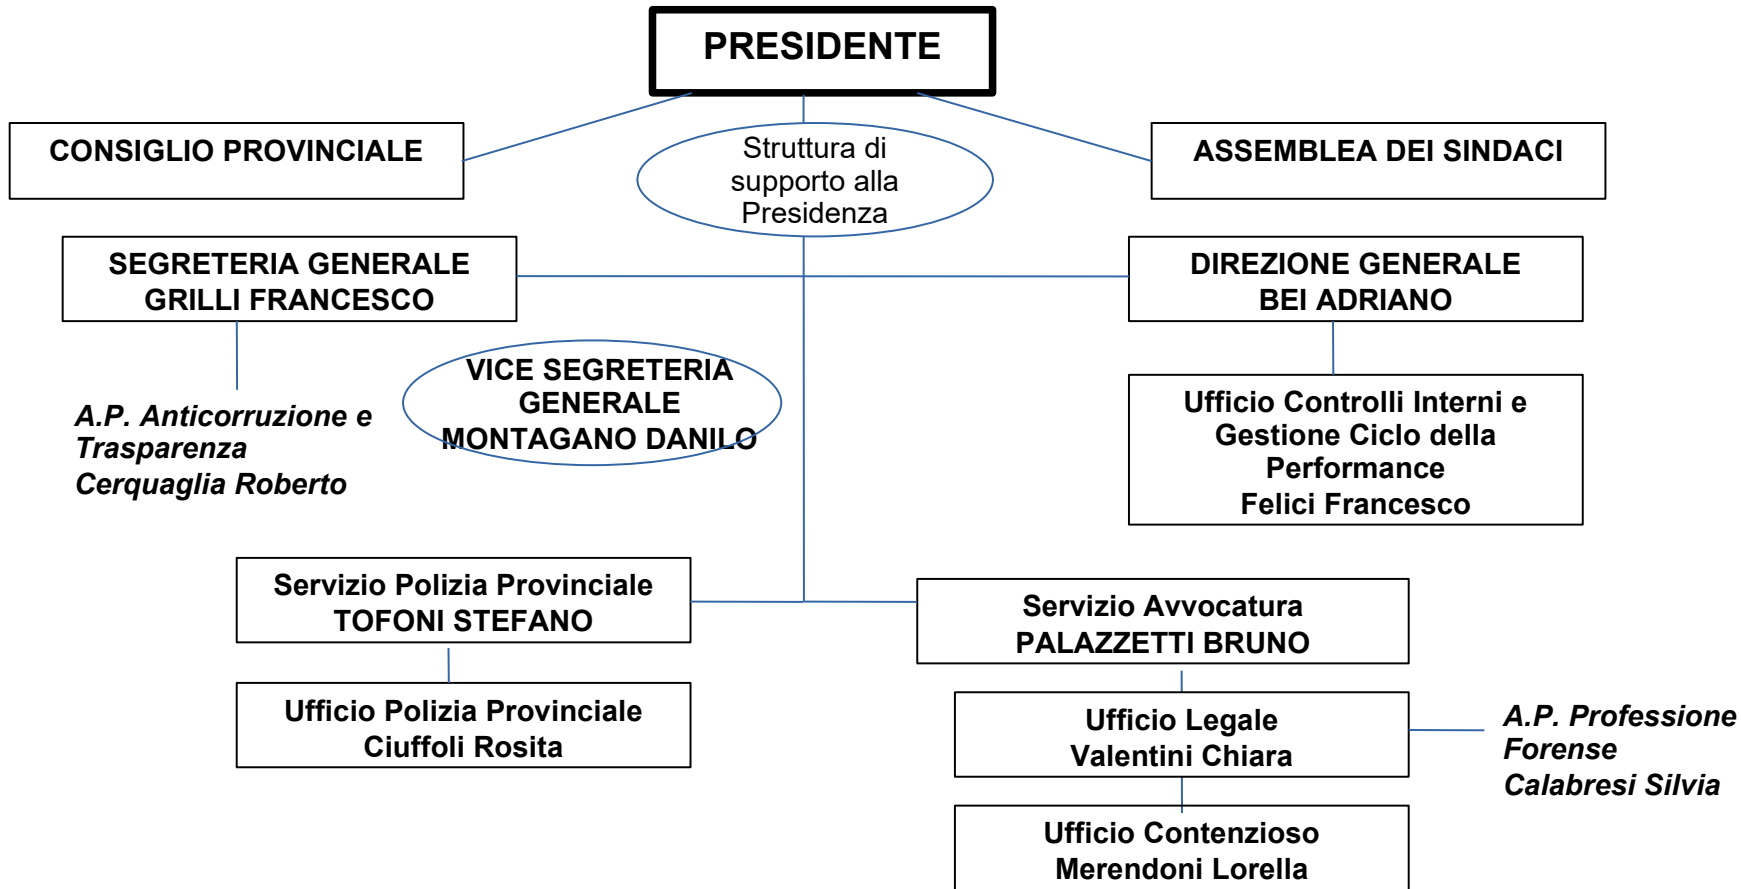 PRESIDENTE
CONSIGLIO PROVINCIALE
Struttura di
supporto alla
Presidenza
ASSEMBLEA DEI SINDACI
SEGRETERIA GENERALE
GRILLI FRANCESCO
DIREZIONE GENERALE
BEI ADRIANO
VICE SEGRETERIA
GENERALE
MONTAGANO DANILO
A.P. Anticorruzione e
Trasparenza
Cerquaglia Roberto
Ufficio Controlli Interni e
Gestione Ciclo della
Performance
Felici Francesco
Servizio Polizia Provinciale
TOFONI STEFANO
Servizio Avvocatura
PALAZZETTI BRUNO
Ufficio Polizia Provinciale
Ciuffoli Rosita
Ufficio Legale
Valentini Chiara
A.P. Professione
Forense
Calabresi Silvia
Ufficio Contenzioso
Merendoni Lorella